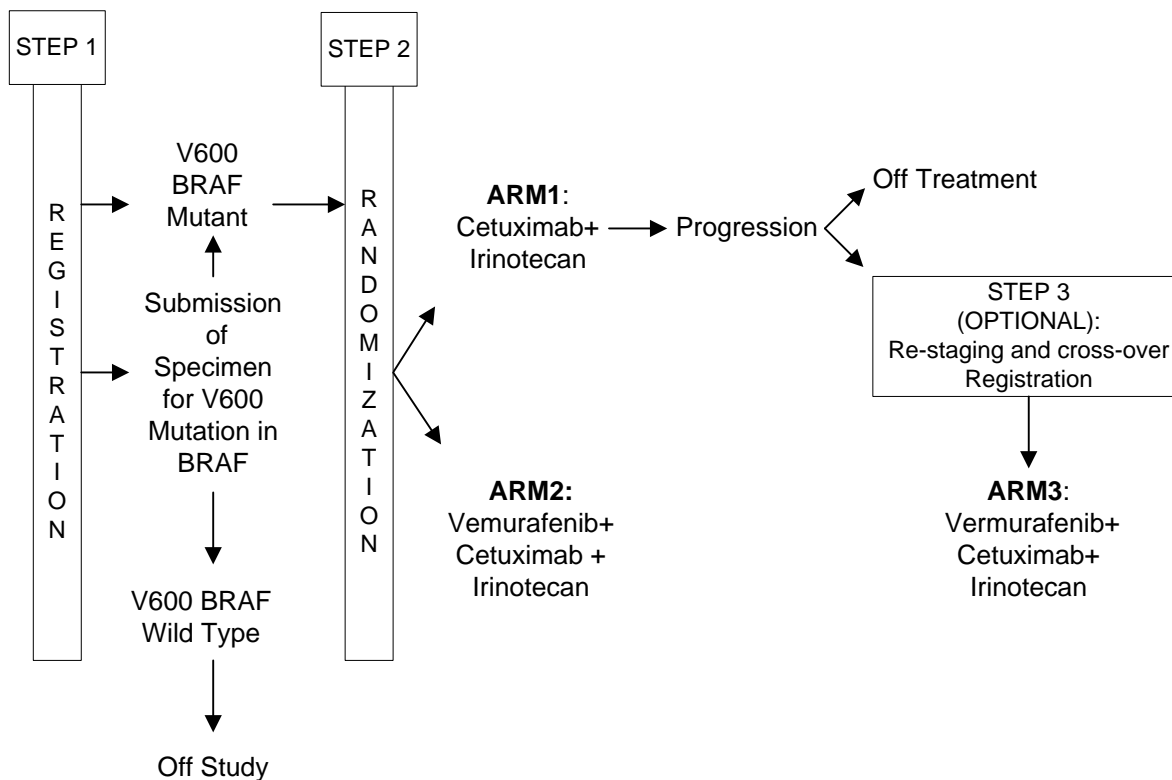 STEP 1
REGISTRATION
V600
BRAF
Mutant
Submission
of
Specimen
for V600
Mutation in
BRAF
V600 BRAF
Wild Type
Off Study
STEP 2
RANDOMIZATION
ARM1:
Cetuximab+
Irinotecan
ARM2:
Vemurafenib+
Cetuximab +
Irinotecan
Progression
Off Treatment
STEP 3
(OPTIONAL):
Re-staging and cross-over
Registration
ARM3:
Vermurafenib+
Cetuximab+
Irinotecan